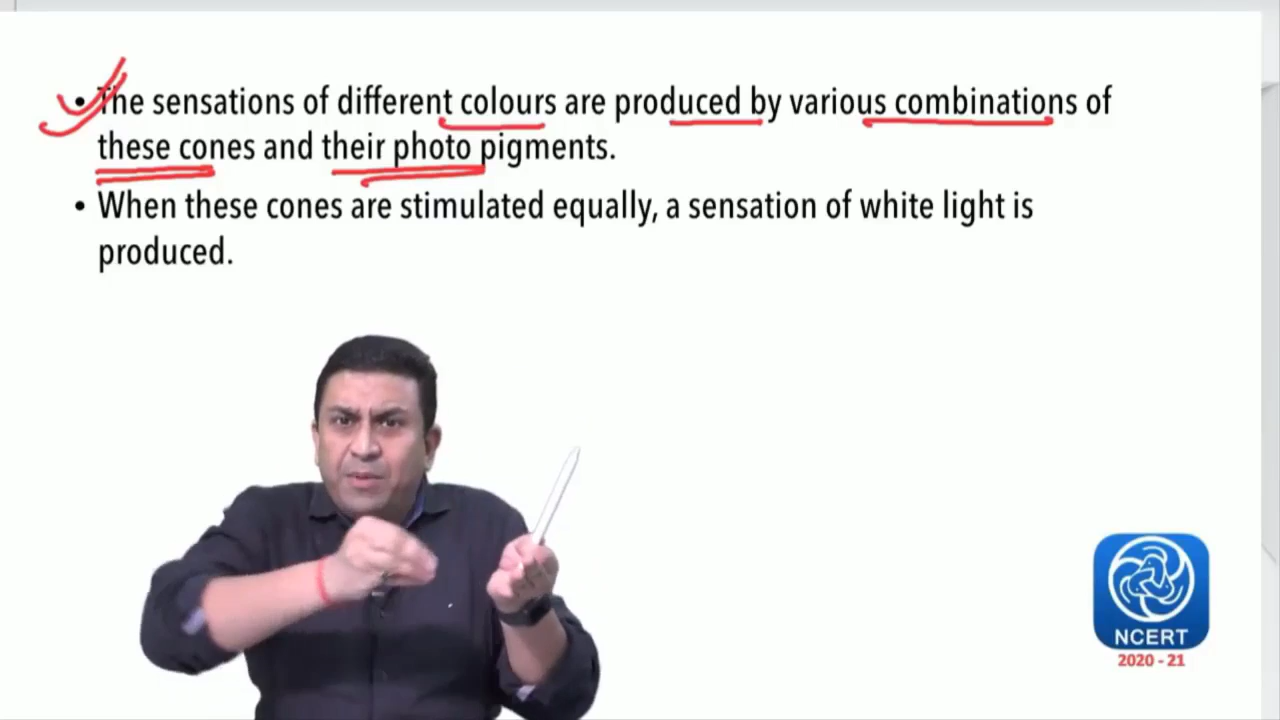 • The sensations of different colours are produced by various combinations of
these cones and their photo pigments.
• When these cones are stimulated equally, a sensation of white light is
produced.
NCERT
2020 - 21